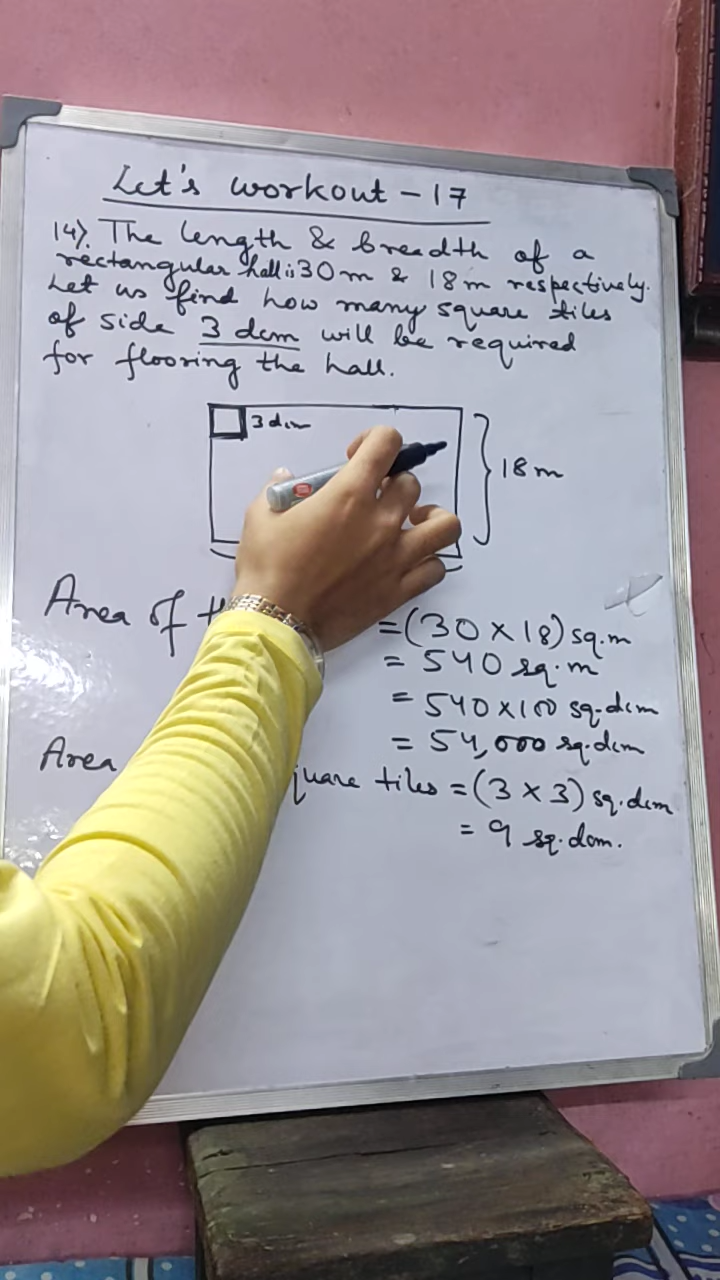 Let's workout - 17
14). The length & breadth of a
rectangular hall is 30 m & 18 m respectively.
Let us find how many square tiles
of side 3 dcm will be required
for flooring the hall.
3 dcm
18 m
Area of = (30 × 18) sq.m
= 540 sq.m
= 540 × 100 sq.dcm
= 54,000 sq.dcm
Area tiles = (3 × 3) sq.dcm
= 9 sq.dcm.